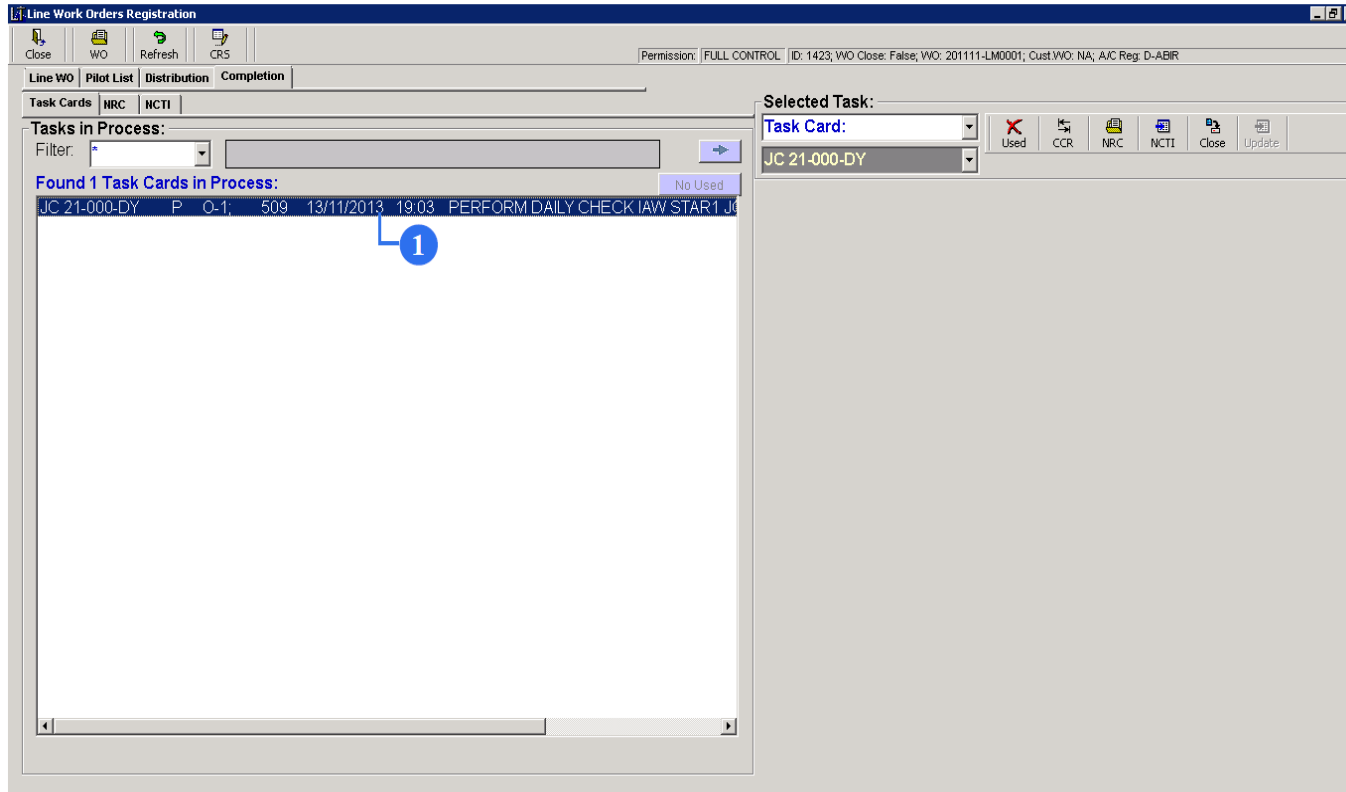 Line Work Orders Registration
Close WO Refresh CRS
Permission: FULL CONTROL ID: 1423; WO Close: False; WO: 201111-LM0001; Cust.WO: NA; A/C Reg: D-ABIR
Line WO Pilot List Distribution Completion
Task Cards NRC NCTI
Selected Task:
Tasks in Process:
Task Card:
Used CCR NRC NCTI Close Update
Filter: *
JC 21-000-DY
Found 1 Task Cards in Process:
No Used
JC 21-000-DY P O-1; 509 13/11/2013 19:03 PERFORM DAILY CHECK IAW STAR1 JC
1